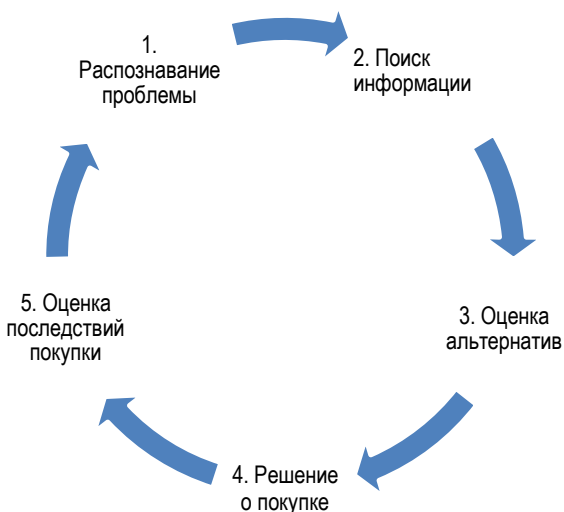 1.
Распознавание
проблемы
2. Поиск
информации
3. Оценка
альтернатив
4. Решение
о покупке
5. Оценка
последствий
покупки